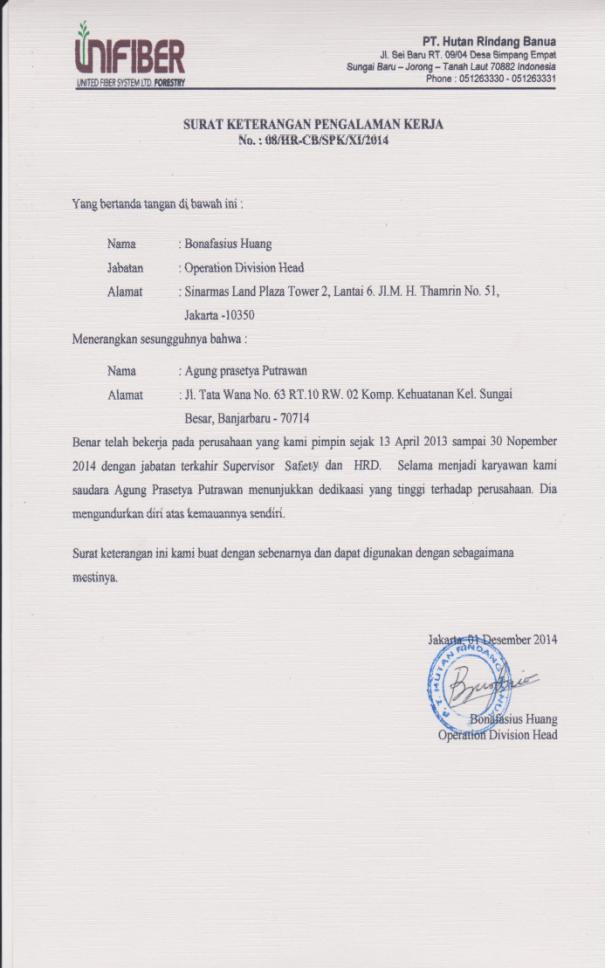 UNIFIBER
UNITED FIBER SYSTEM LTD. FORESTRY
PT. Hutan Rindang Banua
Jl. Sei Baru RT. 09/04 Desa Simpang Empat
Sungai Baru – Jorong – Tanah Laut 70882 Indonesia
Phone : 051263330 - 051263331
SURAT KETERANGAN PENGALAMAN KERJA
No. : 08/HR-CB/SPK/XI/2014
Yang bertanda tangan di bawah ini :
Nama : Bonafasius Huang
Jabatan : Operation Division Head
Alamat : Sinarmas Land Plaza Tower 2, Lantai 6. Jl.M. H. Thamrin No. 51,
Jakarta -10350
Menerangkan sesungguhnya bahwa :
Nama : Agung prasetya Putrawan
Alamat : Jl. Tata Wana No. 63 RT.10 RW. 02 Komp. Kehuatanan Kel. Sungai
Besar, Banjarbaru - 70714
Benar telah bekerja pada perusahaan yang kami pimpin sejak 13 April 2013 sampai 30 Nopember
2014 dengan jabatan terkahir Supervisor Safety dan HRD. Selama menjadi karyawan kami
saudara Agung Prasetya Putrawan menunjukkan dedikaasi yang tinggi terhadap perusahaan. Dia
mengundurkan diri atas kemauannya sendiri.
Surat keterangan ini kami buat dengan sebenarnya dan dapat digunakan dengan sebagaimana
mestinya.
Jakarta, 01 Desember 2014
P.T. HUTAN RINDANG BANUA
Bonafasius Huang
Operation Division Head